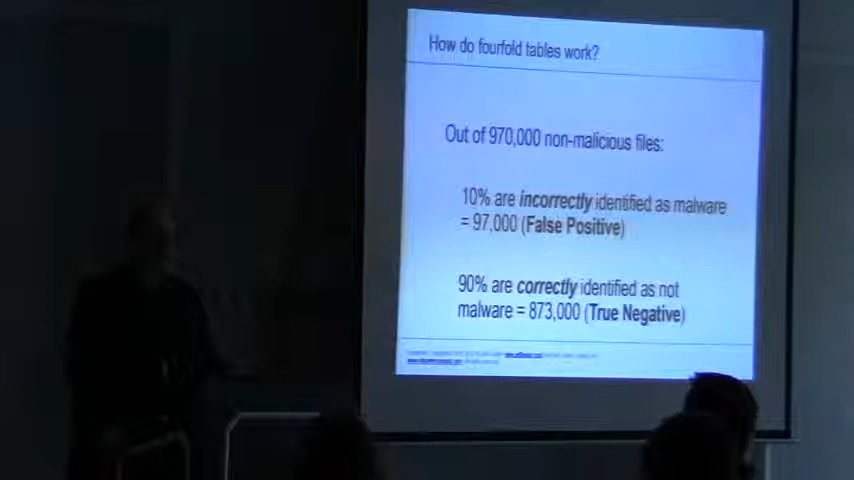 How do fourfold tables work?
Out of 970,000 non-malicious files:
10% are incorrectly identified as malware
= 97,000 (False Positive)
90% are correctly identified as not
malware = 873,000 (True Negative)